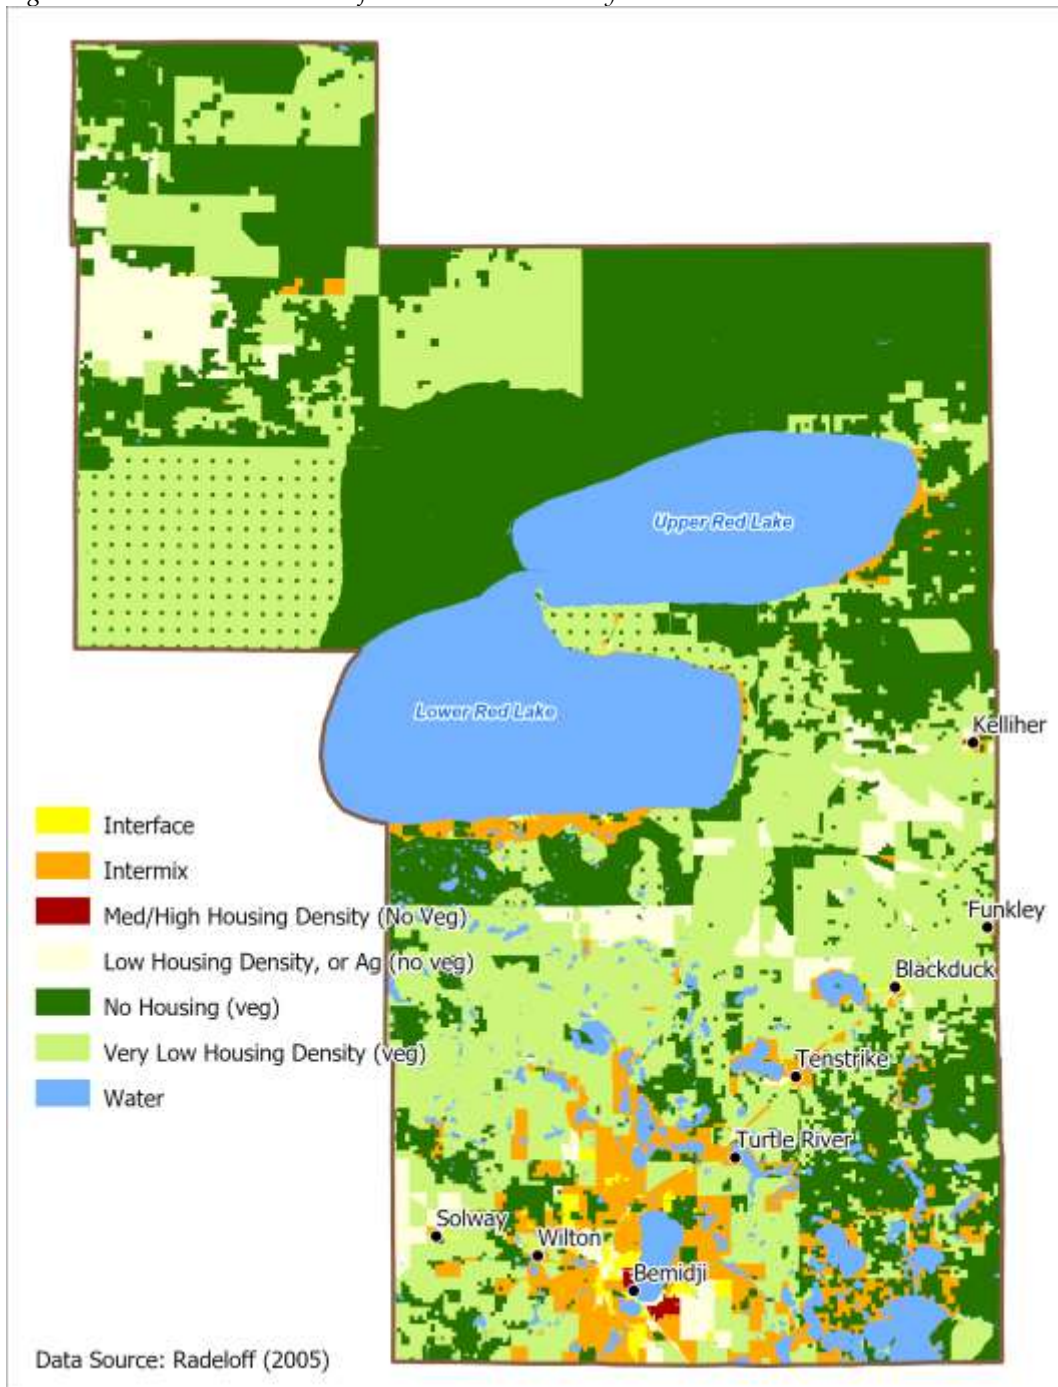 Upper Red Lake
Lower Red Lake
Kelliher
Interface
Intermix
Med/High Housing Density (No Veg)
Funkley
Low Housing Density, or Ag (no veg)
Blackduck
No Housing (veg)
Very Low Housing Density (veg)
Tenstrike
Water
Turtle River
Solway
Wilton
Bemidji
Data Source: Radeloff (2005)